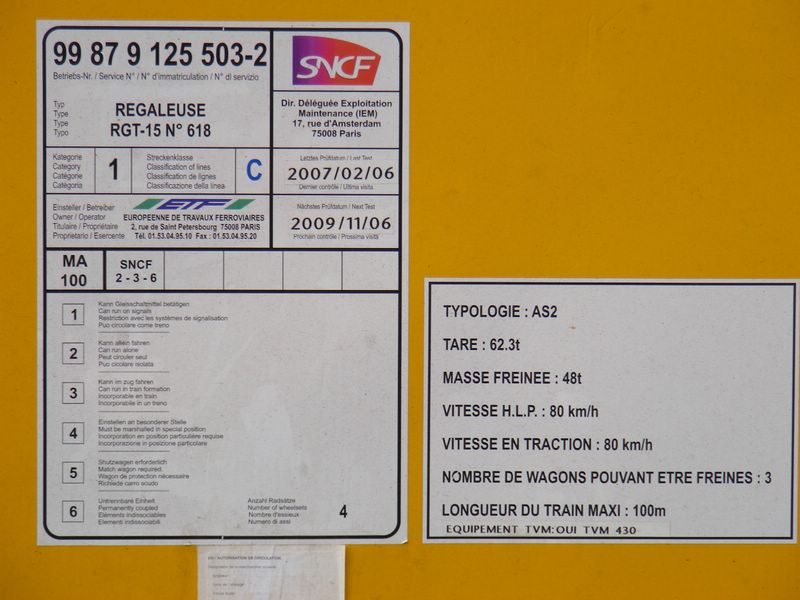 99 87 9 125 503-2
Betriebs-Nr. / Service N° / N° d'immatriculation / N° di servizio
SNCF
Typ
Type
Type
Tipo
REGALEUSE
RGT-15 N° 618
Dir. Déléguée Exploitation
Maintenance (IEM)
17, rue d'Amsterdam
75008 Paris
Kategorie
Category
Catégorie
Catégoria
1
Streckenklasse
Classification of lines
Classification de lignes
Classificazione della linea
C
Letztes Prüfdatum / Last Test
2007/02/06
Dernier contrôle / Ultima visita
Einsteller / Betreiber
Owner / Operator
Titulaire / Propriétaire
Proprietario / Esercente
ETF
EUROPEENNE DE TRAVAUX FERROVIAIRES
2, rue de Saint Petersbourg 75008 PARIS
Tél. 01.53.04.95.10 Fax : 01.53.04.95.20
Nächstes Prüfdatum / Next Test
2009/11/06
Prochain contrôle / Prossima visita
MA
100
SNCF
2 - 3 - 6
1
Kann Gleisschaltmittel betätigen
Can run on signals
Restriction avec les systèmes de signalisation
Puo circolare come treno
2
Kann allein fahren
Can run alone
Peut circuler seul
Puo cicolare isolata
3
Kann im zug fahren
Can run in train formation
Incorporable en train
Incorporabile in un treno
4
Einstellen an besonderer Stelle
Must be marshalled in special position
Incorporation en position particulière requise
Incorporazione in posizione particolare
5
Shutzwagen erforderlich
Match wagon required.
Wagon de protection nécessaire
Richiede carro scudo
6
Untrennbare Einheit
Permanently coupled
Eléments indissociables
Elementi indissociabili
Anzahl Radsätze
Number of wheelsets
Nombre d'essieux
Numero di assi
4
TYPOLOGIE : AS2
TARE : 62.3t
MASSE FREINEE : 48t
VITESSE H.L.P. : 80 km/h
VITESSE EN TRACTION : 80 km/h
NOMBRE DE WAGONS POUVANT ETRE FREINES : 3
LONGUEUR DU TRAIN MAXI : 100m
EQUIPEMENT TVM: OUI TVM 430
AUTORISATION DE CIRCULATION